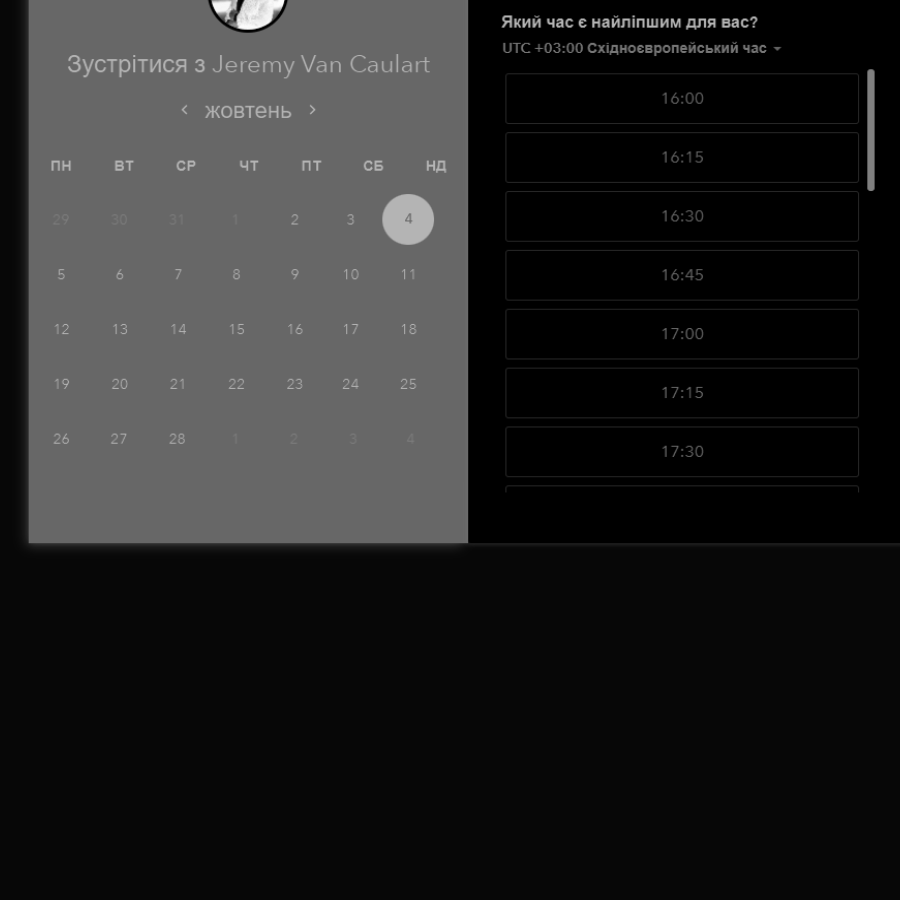 Зустрітися з Jeremy Van Caulart
жовтень
ПН ВТ СР ЧТ ПТ СБ НД
29 30 31 1 2 3 4
5 6 7 8 9 10 11
12 13 14 15 16 17 18
19 20 21 22 23 24 25
26 27 28 1 2 3 4
Який час є найліпшим для вас?
UTC +03:00 Східноєвропейський час
16:00
16:15
16:30
16:45
17:00
17:15
17:30